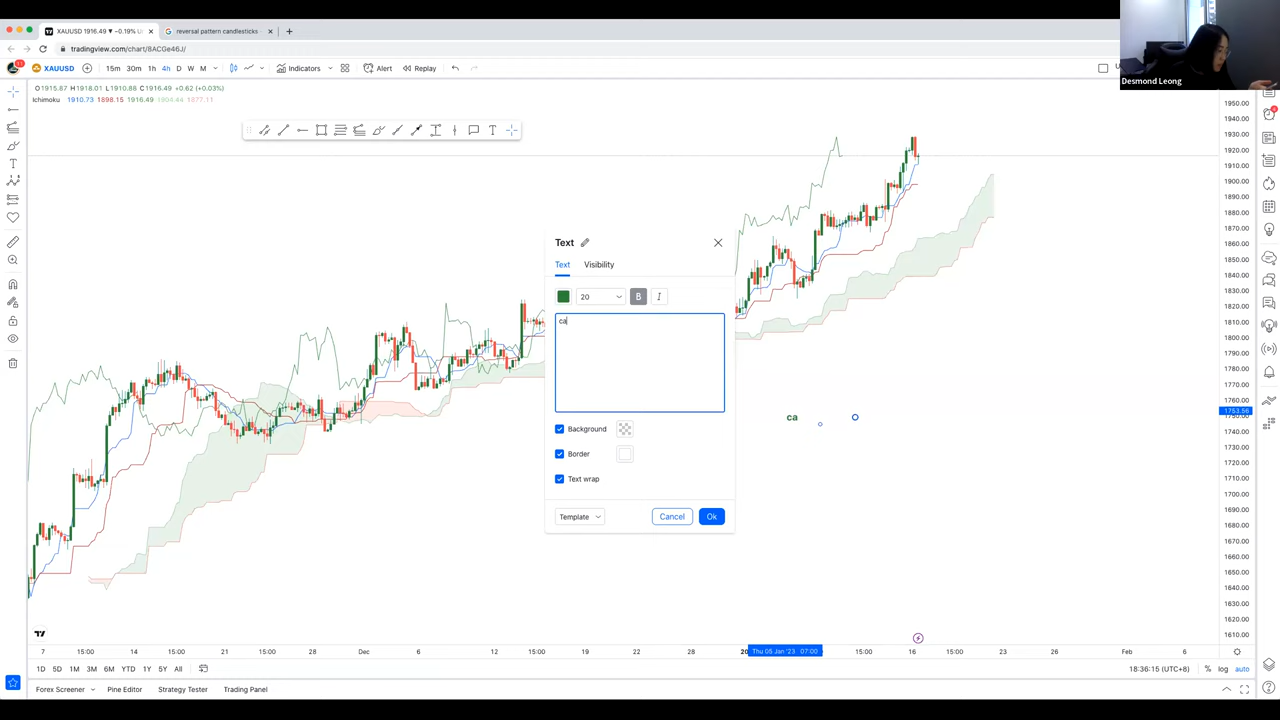 XAUUSD 1916.49 ▼ −0.19% U
reversal pattern candlesticks
tradingview.com/chart/8ACGe46J/
Desmond Leong
11
XAUUSD 15m 30m 1h 4h D W M Indicators Alert Replay
O1915.87 H1918.01 L1910.88 C1916.49 +0.62 (+0.03%)
Ichimoku 1910.73 1898.15 1916.49 1904.44 1877.11
Text
Text Visibility
20 B I
ca
Background
Border
Text wrap
Template Cancel Ok
ca
1950.00
1940.00
1930.00
1920.00
1910.00
1900.00
1890.00
1880.00
1870.00
1860.00
1850.00
1840.00
1830.00
1820.00
1810.00
1800.00
1790.00
1780.00
1770.00
1760.00
1753.56
1740.00
1730.00
1720.00
1710.00
1700.00
1690.00
1680.00
1670.00
1660.00
1650.00
1640.00
1630.00
1620.00
1610.00
7 15:00 14 15:00 21 15:00 28 Dec 6 12 15:00 19 22 28 20 Thu 05 Jan '23 07:00 15:00 16 15:00 23 26 Feb 6
1D 5D 1M 3M 6M YTD 1Y 5Y All
18:36:15 (UTC+8) % log auto
Forex Screener Pine Editor Strategy Tester Trading Panel